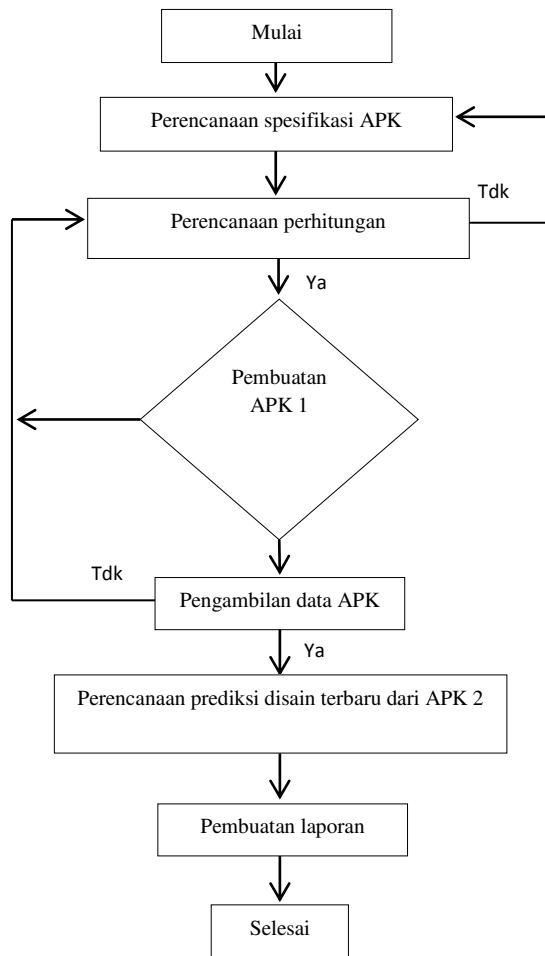 Mulai
Perencanaan spesifikasi APK
Tdk
Perencanaan perhitungan
Ya
Pembuatan
APK 1
Tdk
Pengambilan data APK
Ya
Perencanaan prediksi disain terbaru dari APK 2
Pembuatan laporan
Selesai